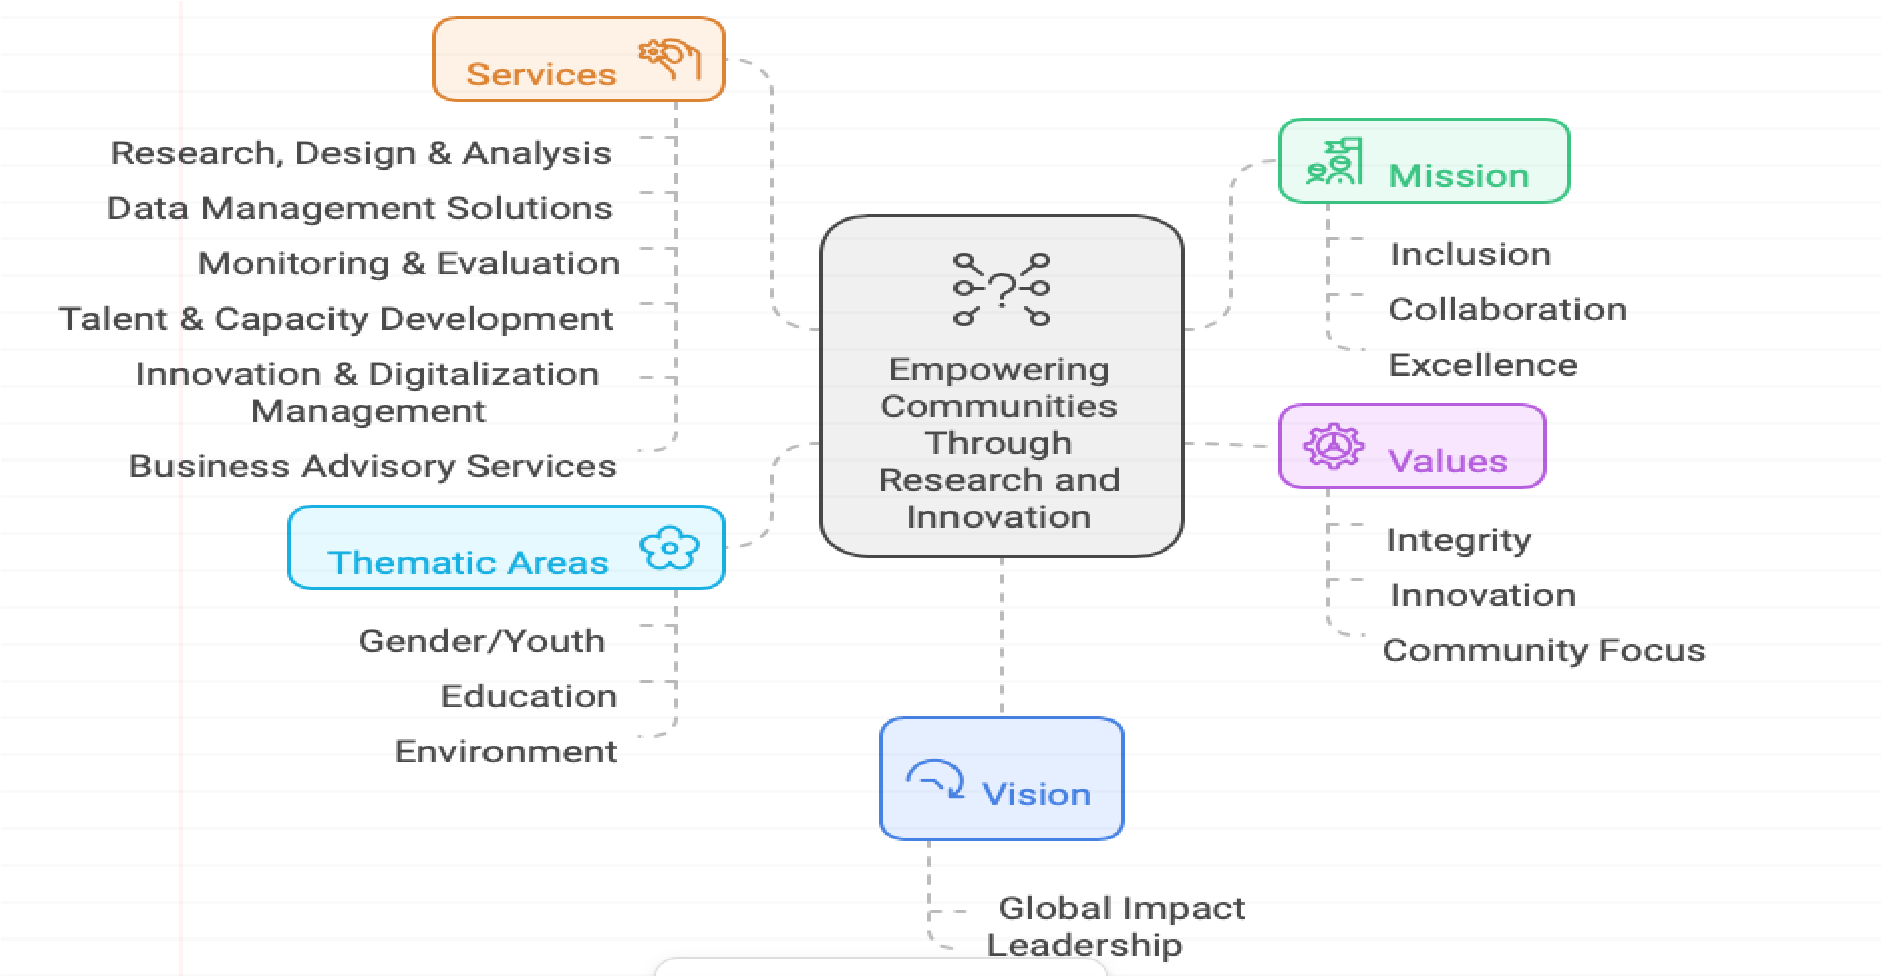 Services
Research, Design & Analysis
Data Management Solutions
Monitoring & Evaluation
Talent & Capacity Development
Innovation & Digitalization
Management
Business Advisory Services
Thematic Areas
Gender/Youth
Education
Environment
?
Empowering
Communities
Through
Research and
Innovation
Mission
Inclusion
Collaboration
Excellence
Values
Integrity
Innovation
Community Focus
Vision
Global Impact
Leadership